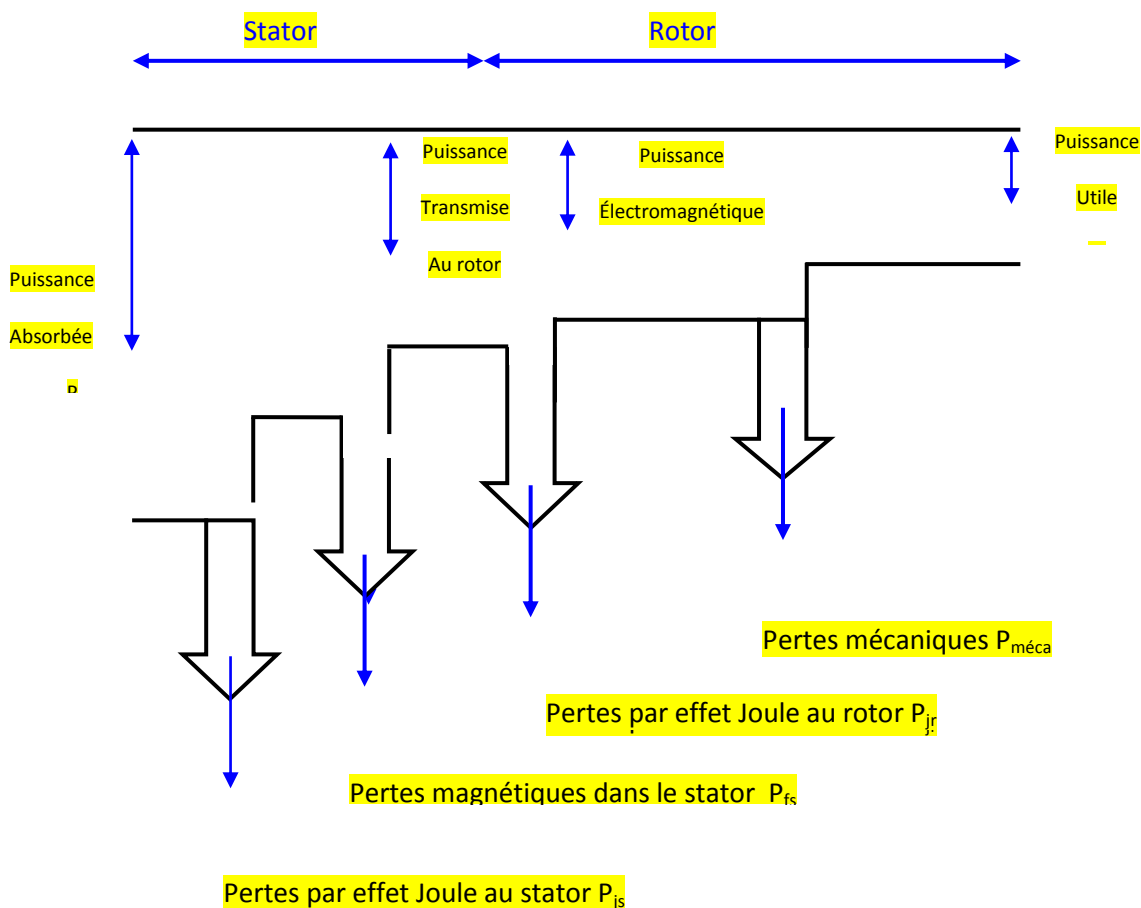 Stator
Rotor
Puissance
Absorbée
P
Puissance
Transmise
Au rotor
Puissance
Électromagnétique
Puissance
Utile
Pertes mécaniques Pméca
Pertes par effet Joule au rotor Pjr
Pertes magnétiques dans le stator Pfs
Pertes par effet Joule au stator Pjs